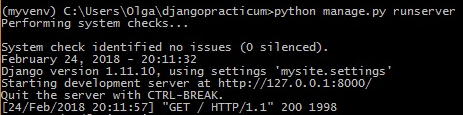 (myvenv) C:\Users\Olga\djangopracticum>python manage.py runserver
Performing system checks...
System check identified no issues (0 silenced).
February 24, 2018 - 20:11:32
Django version 1.11.10, using settings 'mysite.settings'
Starting development server at http://127.0.0.1:8000/
Quit the server with CTRL-BREAK.
[24/Feb/2018 20:11:57] "GET / HTTP/1.1" 200 1998